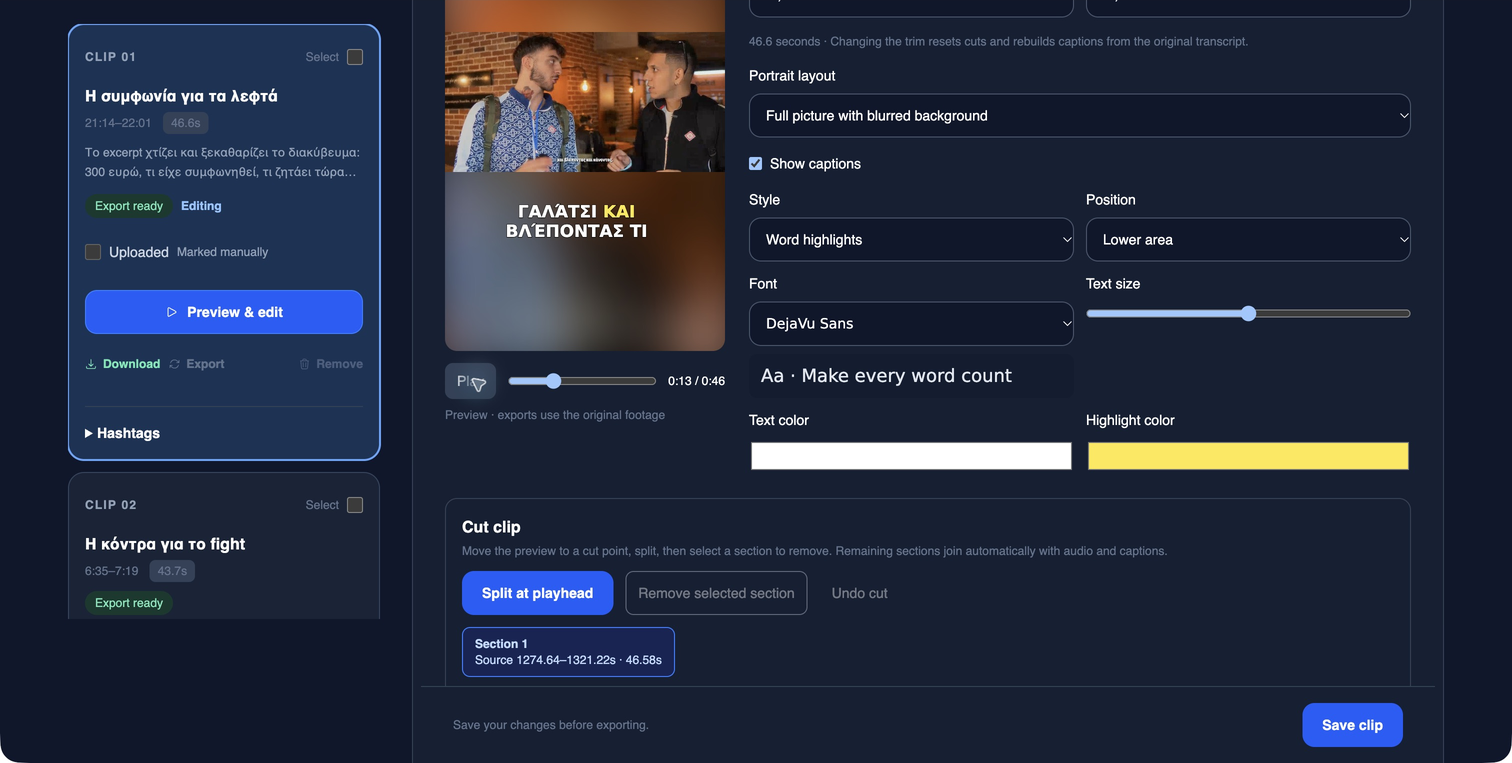 CLIP 01
Select
Η συμφωνία για τα λεφτά
21:14–22:01 46.6s
Το excerpt χτίζει και ξεκαθαρίζει το διακύβευμα:
300 ευρώ, τι είχε συμφωνηθεί, τι ζητάει τώρα…
Export ready Editing
Uploaded Marked manually
Preview & edit
Download Export Remove
Hashtags
CLIP 02
Select
Η κόντρα για το fight
6:35–7:19 43.7s
Export ready
ΓΑΛΆΤΣΙ ΚΑΙ
ΒΛΈΠΟΝΤΑΣ ΤΙ
0:13 / 0:46
Preview · exports use the original footage
46.6 seconds · Changing the trim resets cuts and rebuilds captions from the original transcript.
Portrait layout
Full picture with blurred background
Show captions
Style
Word highlights
Position
Lower area
Font
DejaVu Sans
Text size
Aa · Make every word count
Text color
Highlight color
Cut clip
Move the preview to a cut point, split, then select a section to remove. Remaining sections join automatically with audio and captions.
Split at playhead
Remove selected section
Undo cut
Section 1
Source 1274.64–1321.22s · 46.58s
Save your changes before exporting.
Save clip